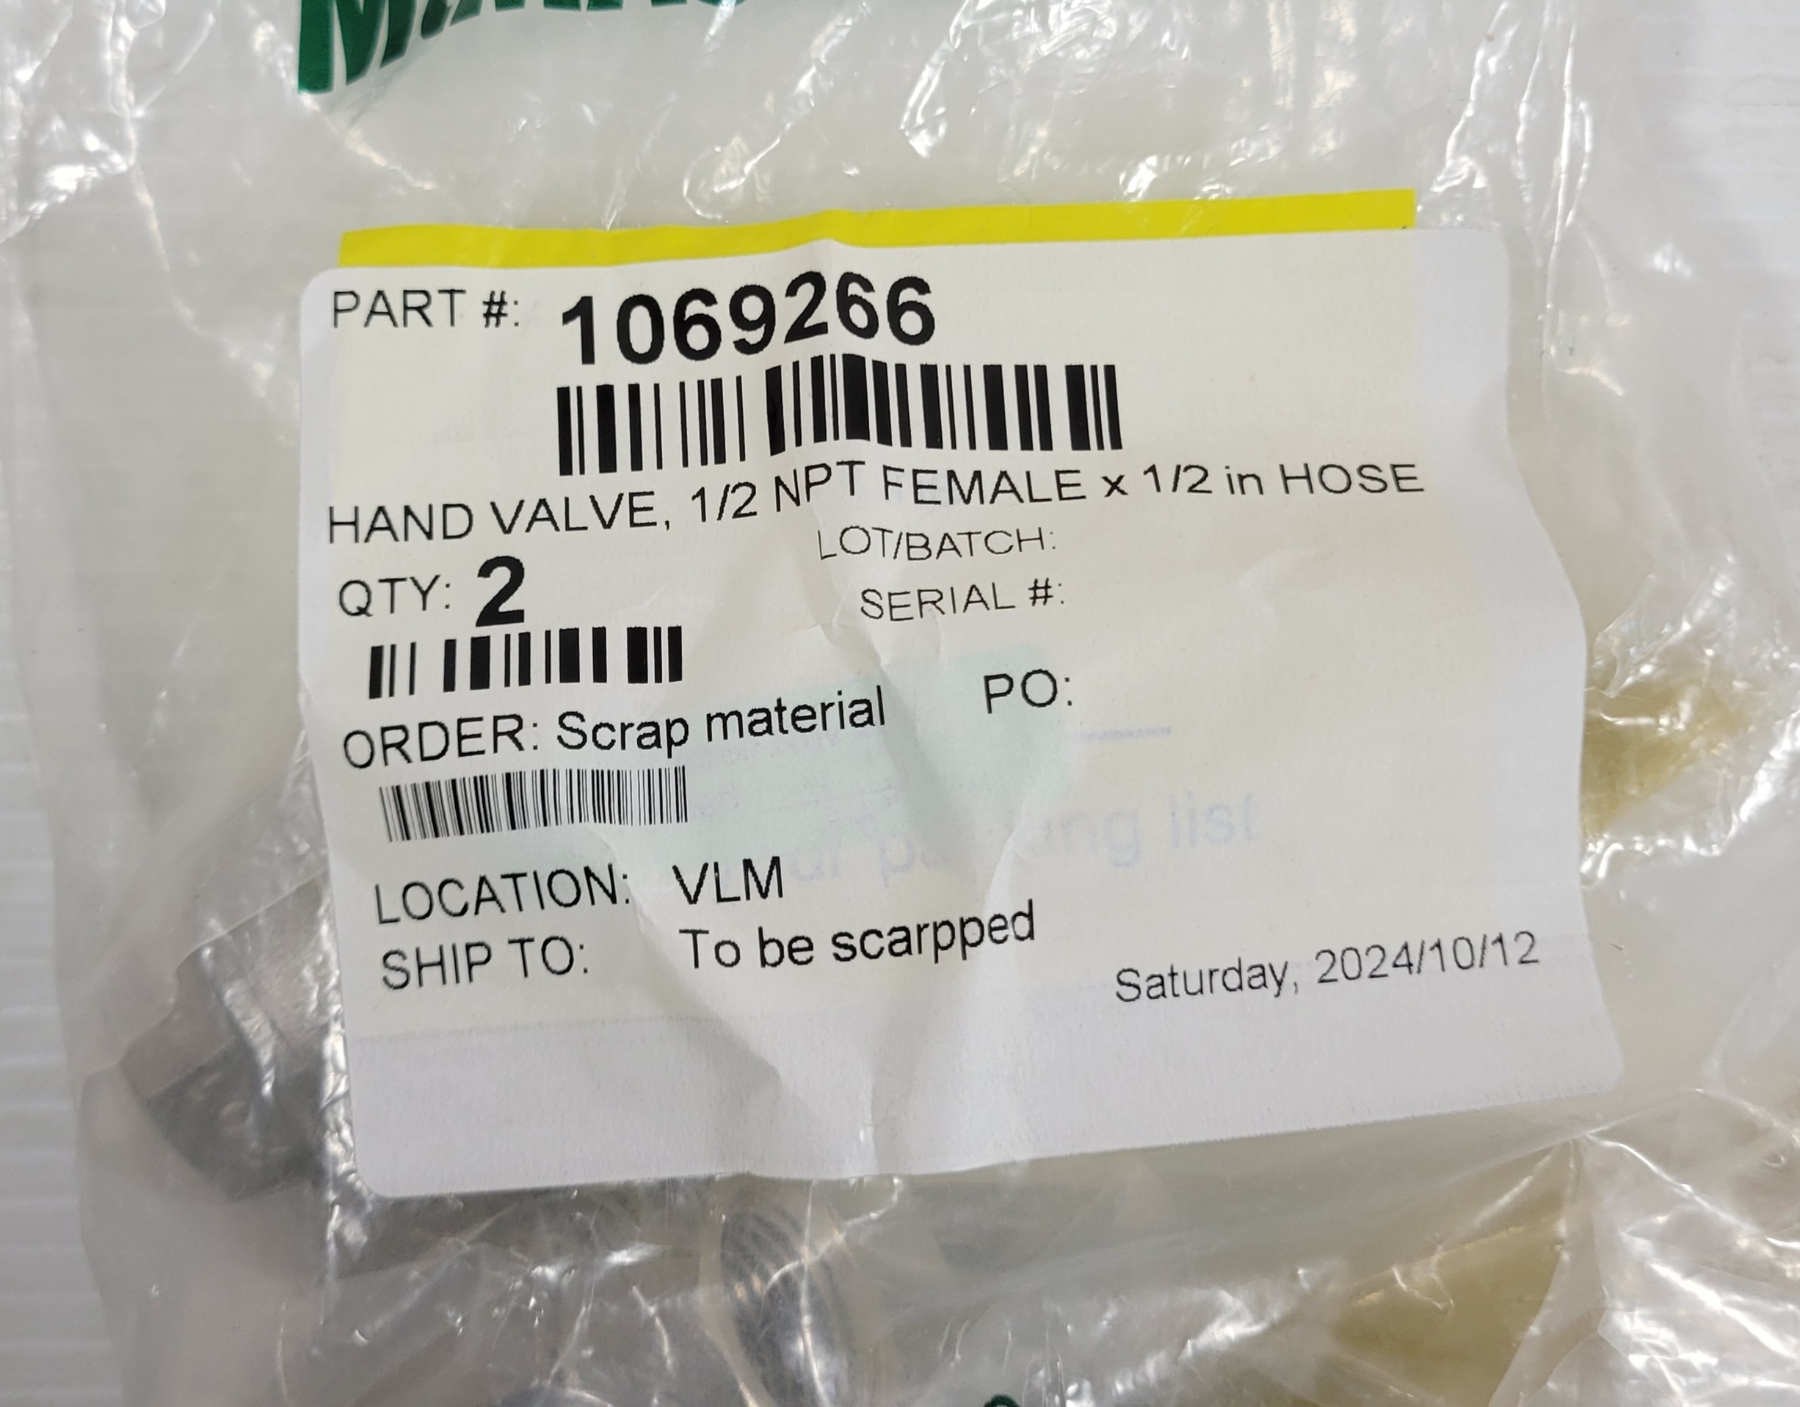 PART #: 1069266
HAND VALVE, 1/2 NPT FEMALE x 1/2 in HOSE
LOT/BATCH:
QTY: 2
SERIAL #:
ORDER: Scrap material PO:
list
LOCATION: VLM
SHIP TO: To be scarpped
Saturday, 2024/10/12